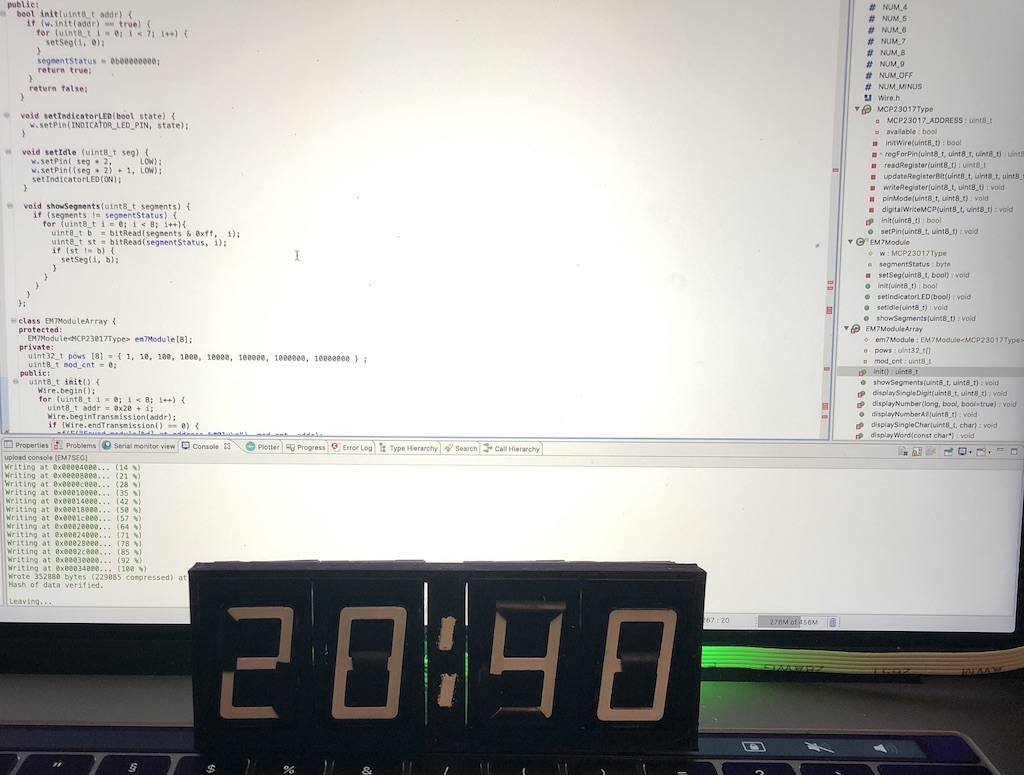 public:
bool init(uint8_t addr) {
if (w.init(addr) == true) {
for (uint8_t i = 0; i < 7; i++) {
setSeg(i, 0);
}
segmentStatus = 0b00000000;
return true;
}
return false;
}
void setIndicatorLED(bool state) {
w.setPin(INDICATOR_LED_PIN, state);
}
void setIdle (uint8_t seg) {
w.setPin( seg * 2, LOW);
w.setPin((seg * 2) + 1, LOW);
setIndicatorLED(ON);
}
void showSegments(uint8_t segments) {
if (segments != segmentStatus) {
for (uint8_t i = 0; i < 8; i++){
uint8_t b = bitRead(segments & 0xff, i);
uint8_t st = bitRead(segmentStatus, i);
if (st != b) {
setSeg(i, b);
}
}
}
}
};
class EM7ModuleArray {
protected:
EM7Module<MCP23017Type> em7Module[8];
private:
uint32_t pows [8] = { 1, 10, 100, 1000, 10000, 100000, 1000000, 10000000 } ;
uint8_t mod_cnt = 0;
public:
uint8_t init() {
Wire.begin();
for (uint8_t i = 0; i < 8; i++) {
uint8_t addr = 0x20 + i;
Wire.beginTransmission(addr);
if (Wire.endTransmission() == 0) {
NUM_4
NUM_5
NUM_6
NUM_7
NUM_8
NUM_9
NUM_OFF
NUM_MINUS
Wire.h
MCP23017Type
MCP23017_ADDRESS : uint8_t
available : bool
initWire(uint8_t) : bool
regForPin(uint8_t, uint8_t, uint8_t) :
readRegister(uint8_t) : uint8_t
updateRegisterBit(uint8_t, uint8_t, uint8_t,
writeRegister(uint8_t, uint8_t) : void
pinMode(uint8_t, uint8_t) : void
digitalWriteMCP(uint8_t, uint8_t) : void
init(uint8_t) : bool
setPin(uint8_t, uint8_t) : void
EM7Module
w : MCP23017Type
segmentStatus : byte
setSeg(uint8_t, bool) : void
init(uint8_t) : bool
setIndicatorLED(bool) : void
setIdle(uint8_t) : void
showSegments(uint8_t) : void
EM7ModuleArray
em7Module : EM7Module<MCP23017Type>
pows : uint32_t[]
mod_cnt : uint8_t
init() : uint8_t
showSegments(uint8_t, uint8_t) : void
displaySingleDigit(uint8_t, uint8_t) : void
displayNumber(long, bool, bool=true) : void
displayNumberAll(uint8_t) : void
displaySingleChar(uint8_t, char) : void
displayWord(const char*) : void
Properties Problems Serial monitor view Console Plotter Progress Error Log Type Hierarchy Search Call Hierarchy
upload console [EM7SEG]
Writing at 0x00004000... (14 %)
Writing at 0x00008000... (21 %)
Writing at 0x0000c000... (28 %)
Writing at 0x00010000... (35 %)
Writing at 0x00014000... (42 %)
Writing at 0x00018000... (50 %)
Writing at 0x0001c000... (57 %)
Writing at 0x00020000... (64 %)
Writing at 0x00024000... (71 %)
Writing at 0x00028000... (78 %)
Writing at 0x0002c000... (85 %)
Writing at 0x00030000... (92 %)
Writing at 0x00034000... (100 %)
Wrote 352880 bytes (229085 compressed) at
Hash of data verified.
Leaving...
:20
276M of 456M
20:40
" § $ % & / ( ) = ?